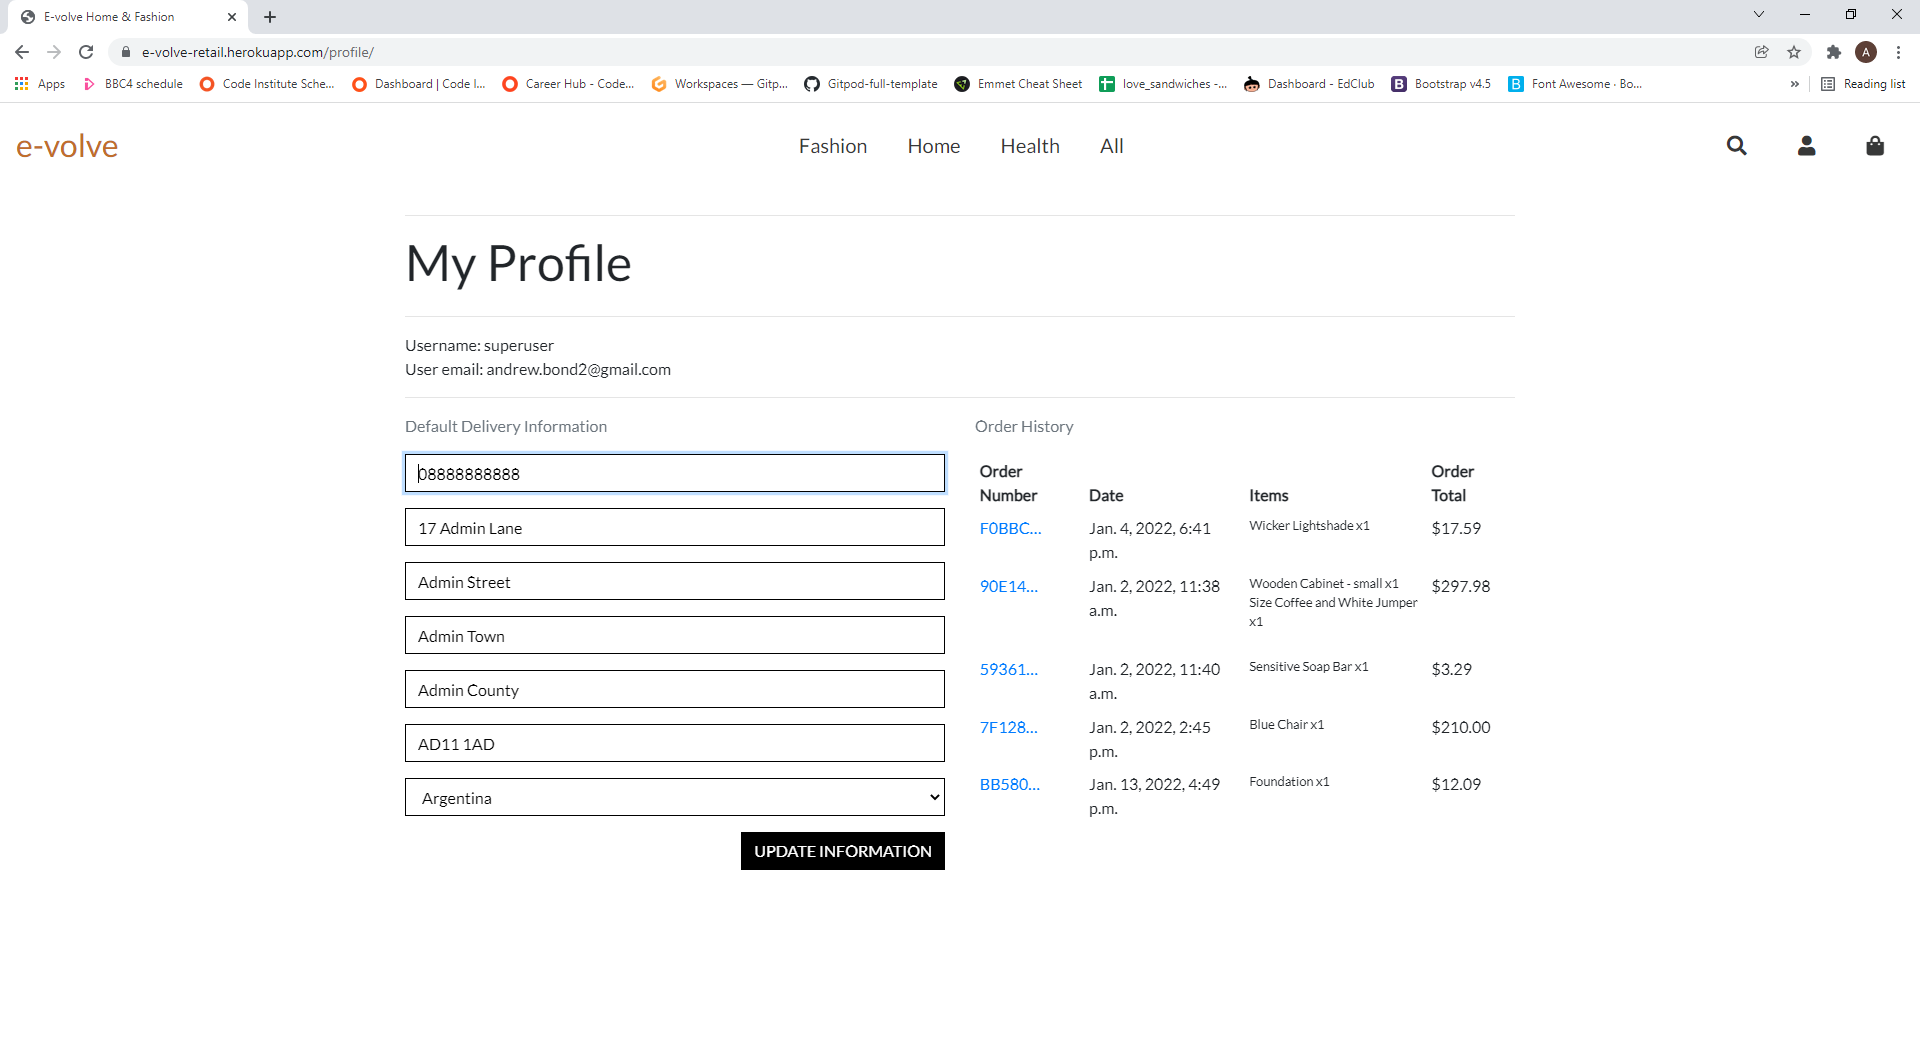 E-volve Home & Fashion
e-volve-retail.herokuapp.com/profile/
A
Apps
BBC4 schedule
Code Institute Sche...
Dashboard | Code I...
Career Hub - Code...
Workspaces — Gitp...
Gitpod-full-template
Emmet Cheat Sheet
love_sandwiches -...
Dashboard - EdClub
B
Bootstrap v4.5
B
Font Awesome · Bo...
»
Reading list
e-volve
Fashion
Home
Health
All
My Profile
Username: superuser
User email: andrew.bond2@gmail.com
Default Delivery Information
08888888888
17 Admin Lane
Admin Street
Admin Town
Admin County
AD11 1AD
Argentina
UPDATE INFORMATION
Order History
Order Number
Date
Items
Order Total
F0BBC...
Jan. 4, 2022, 6:41
p.m.
Wicker Lightshade x1
$17.59
90E14...
Jan. 2, 2022, 11:38
a.m.
Wooden Cabinet - small x1
Size Coffee and White Jumper
x1
$297.98
59361...
Jan. 2, 2022, 11:40
a.m.
Sensitive Soap Bar x1
$3.29
7F128...
Jan. 2, 2022, 2:45
p.m.
Blue Chair x1
$210.00
BB580...
Jan. 13, 2022, 4:49
p.m.
Foundation x1
$12.09